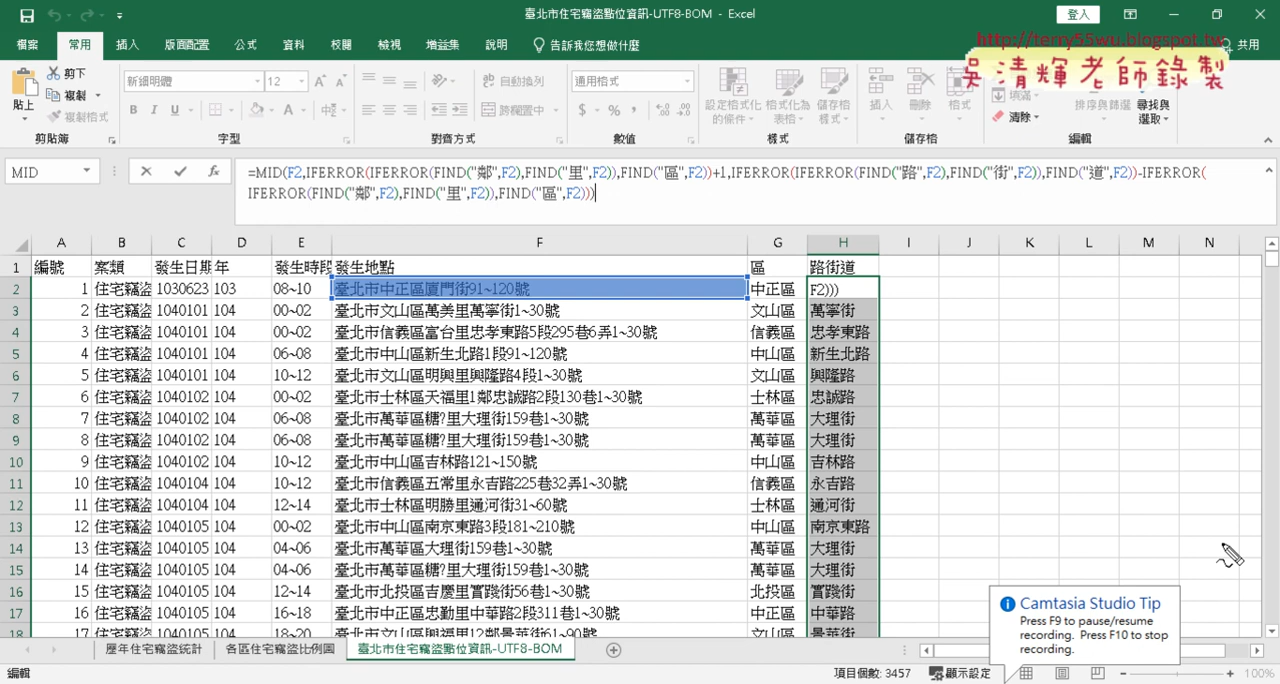 臺北市住宅竊盜點位資訊-UTF8-BOM - Excel
登入
檔案 常用 插入 版面配置 公式 資料 校閱 檢視 增益集 說明 告訴我您想做什麼 共用
http://terry55wu.blogspot.tw
吳清輝老師錄製
貼上 剪下 複製 複製格式
新細明體 12
B I U
自動換列
跨欄置中
通用格式
$ % ,
設定格式化的條件 格式化為表格 儲存格樣式
插入 刪除 格式
填滿 清除
排序與篩選 尋找與選取
剪貼簿 字型 對齊方式 數值 樣式 儲存格 編輯
MID
=MID(F2,IFERROR(IFERROR(FIND("鄰",F2),FIND("里",F2)),FIND("區",F2))+1,IFERROR(IFERROR(FIND("路",F2),FIND("街",F2)),FIND("道",F2))-IFERROR(
IFERROR(FIND("鄰",F2),FIND("里",F2)),FIND("區",F2)))
A B C D E F G H I J K L M N
1 編號 案類 發生日期 年 發生時段 發生地點 區 路街道
2 1 住宅竊盜 1030623 103 08~10 臺北市中正區廈門街91~120號 中正區 F2)))
3 2 住宅竊盜 1040101 104 00~02 臺北市文山區萬美里萬寧街1~30號 文山區 萬寧街
4 3 住宅竊盜 1040101 104 00~02 臺北市信義區富台里忠孝東路5段295巷6弄1~30號 信義區 忠孝東路
5 4 住宅竊盜 1040101 104 06~08 臺北市中山區新生北路1段91~120號 中山區 新生北路
6 5 住宅竊盜 1040101 104 10~12 臺北市文山區明興里興隆路4段1~30號 文山區 興隆路
7 6 住宅竊盜 1040102 104 00~02 臺北市士林區天福里1鄰忠誠路2段130巷1~30號 士林區 忠誠路
8 7 住宅竊盜 1040102 104 06~08 臺北市萬華區糖?里大理街159巷1~30號 萬華區 大理街
9 8 住宅竊盜 1040102 104 06~08 臺北市萬華區糖?里大理街159巷1~30號 萬華區 大理街
10 9 住宅竊盜 1040102 104 10~12 臺北市中山區吉林路121~150號 中山區 吉林路
11 10 住宅竊盜 1040104 104 10~12 臺北市信義區五常里永吉路225巷32弄1~30號 信義區 永吉路
12 11 住宅竊盜 1040104 104 12~14 臺北市士林區明勝里通河街31~60號 士林區 通河街
13 12 住宅竊盜 1040105 104 00~02 臺北市中山區南京東路3段181~210號 中山區 南京東路
14 13 住宅竊盜 1040105 104 04~06 臺北市萬華區大理街159巷1~30號 萬華區 大理街
15 14 住宅竊盜 1040105 104 04~06 臺北市萬華區糖?里大理街159巷1~30號 萬華區 大理街
16 15 住宅竊盜 1040105 104 12~14 臺北市北投區吉慶里實踐街56巷1~30號 北投區 實踐街
17 16 住宅竊盜 1040105 104 16~18 臺北市中正區忠勤里中華路2段311巷1~30號 中正區 中華路
18 17 住宅竊盜 1040105 104 18~20 臺北市文山區興福里12鄰景華街61~90號 文山區 景華街
Camtasia Studio Tip
Press F9 to pause/resume
recording. Press F10 to stop
recording.
歷年住宅竊盜統計 各區住宅竊盜比例圖 臺北市住宅竊盜點位資訊-UTF8-BOM
編輯 項目個數: 3457 顯示設定 100%